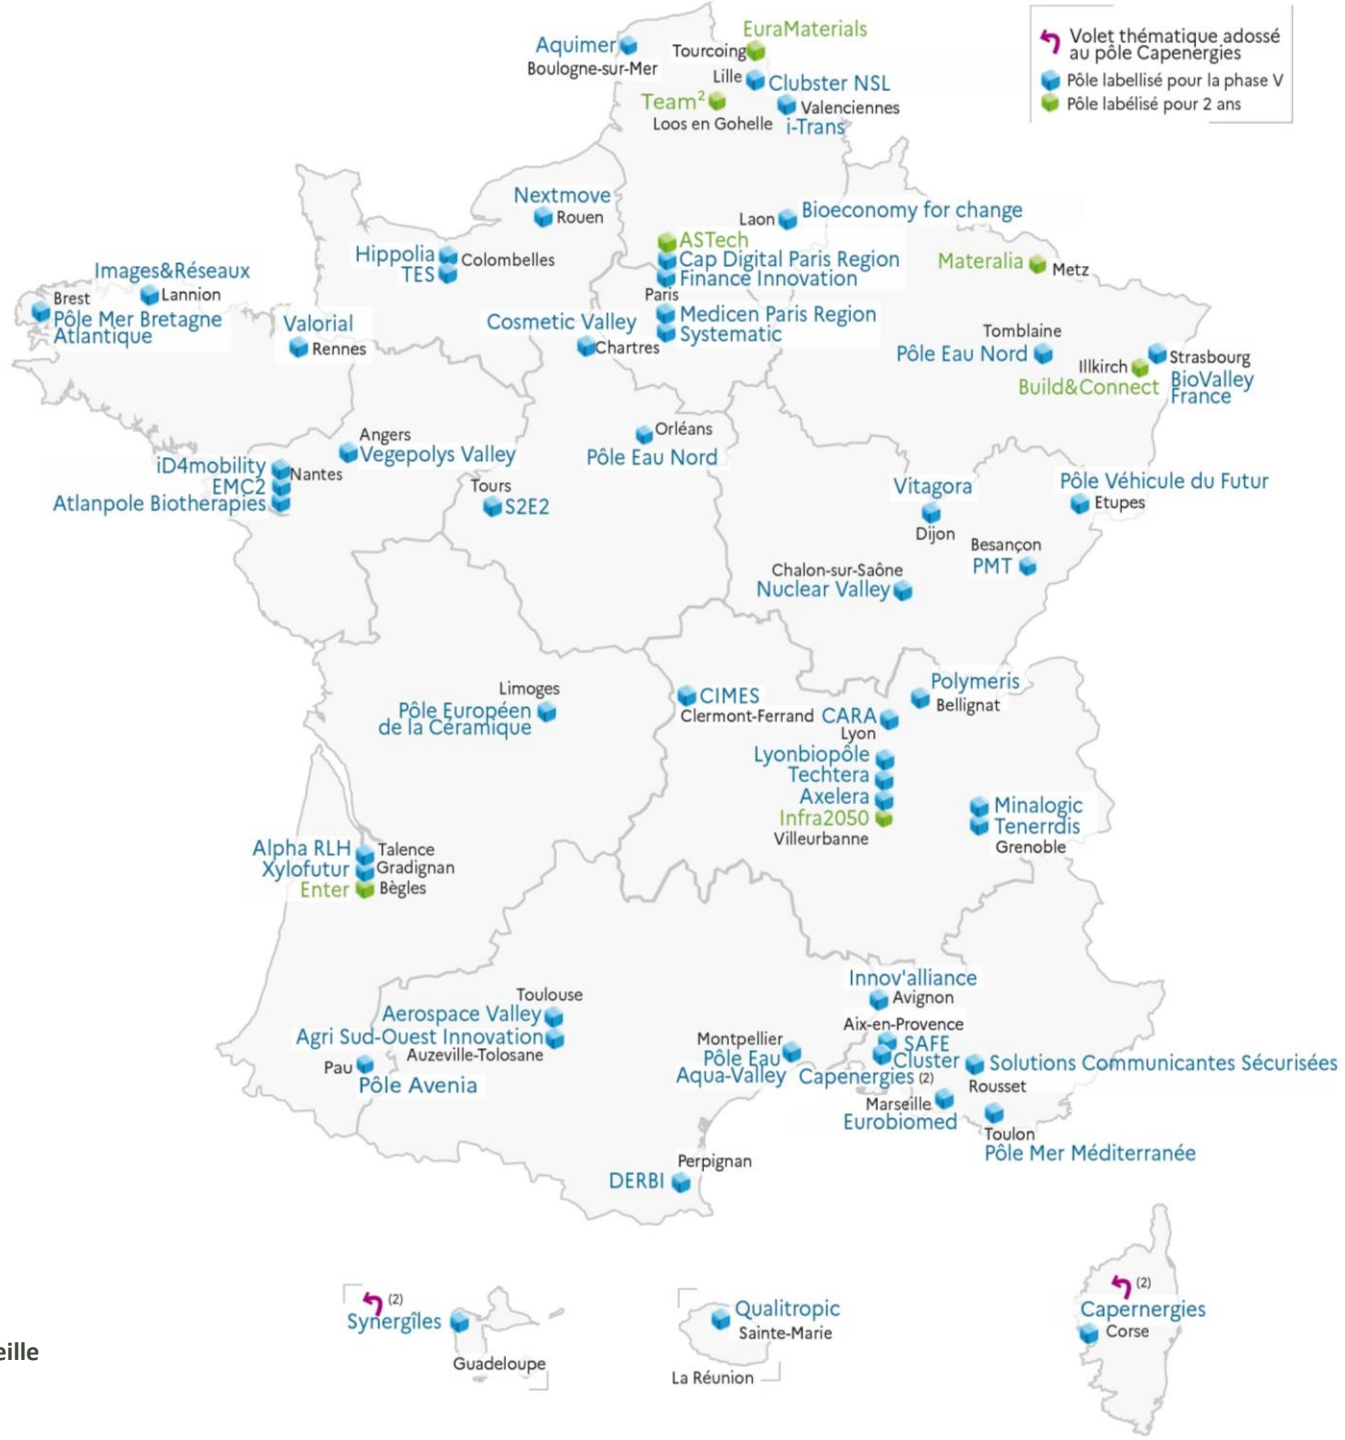 EuraMaterials
Aquimer
Boulogne-sur-Mer
Tourcoing
Lille
Clubster NSL
Team²
Loos en Gohelle
Valenciennes
i-Trans
Volet thématique adossé
au pôle Capenergies
Pôle labellisé pour la phase V
Pôle labélisé pour 2 ans
Nextmove
Rouen
Laon
Bioeconomy for change
Hippolia
TES
Colombelles
ASTech
Cap Digital Paris Region
Finance Innovation
Paris
Medicen Paris Region
Systematic
Materalia
Metz
Images&Réseaux
Lannion
Brest
Pôle Mer Bretagne
Atlantique
Valorial
Rennes
Cosmetic Valley
Chartres
Tomblaine
Pôle Eau Nord
Illkirch
Build&Connect
Strasbourg
BioValley
France
Angers
Vegepolys Valley
Orléans
Pôle Eau Nord
iD4mobility
EMC2
Atlanpole Biotherapies
Nantes
Tours
S2E2
Vitagora
Dijon
Pôle Véhicule du Futur
Etupes
Besançon
PMT
Chalon-sur-Saône
Nuclear Valley
Limoges
Pôle Européen
de la Céramique
CIMES
Clermont-Ferrand
Polymeris
Bellignat
CARA
Lyon
Lyonbiopôle
Techtera
Axelera
Infra2050
Villeurbanne
Minalogic
Tenerrdis
Grenoble
Alpha RLH
Talence
Xylofutur
Gradignan
Enter
Bègles
Toulouse
Aerospace Valley
Agri Sud-Ouest Innovation
Auzeville-Tolosane
Pau
Pôle Avenia
Innov'alliance
Avignon
Aix-en-Provence
SAFE
Cluster
Montpellier
Pôle Eau
Aqua-Valley
Capenergies (2)
Solutions Communicantes Sécurisées
Rousset
Marseille
Eurobiomed
Toulon
Pôle Mer Méditerranée
Perpignan
DERBI
(2)
Synergîles
Guadeloupe
Qualitropic
Sainte-Marie
La Réunion
(2)
Capernergies
Corse
eille